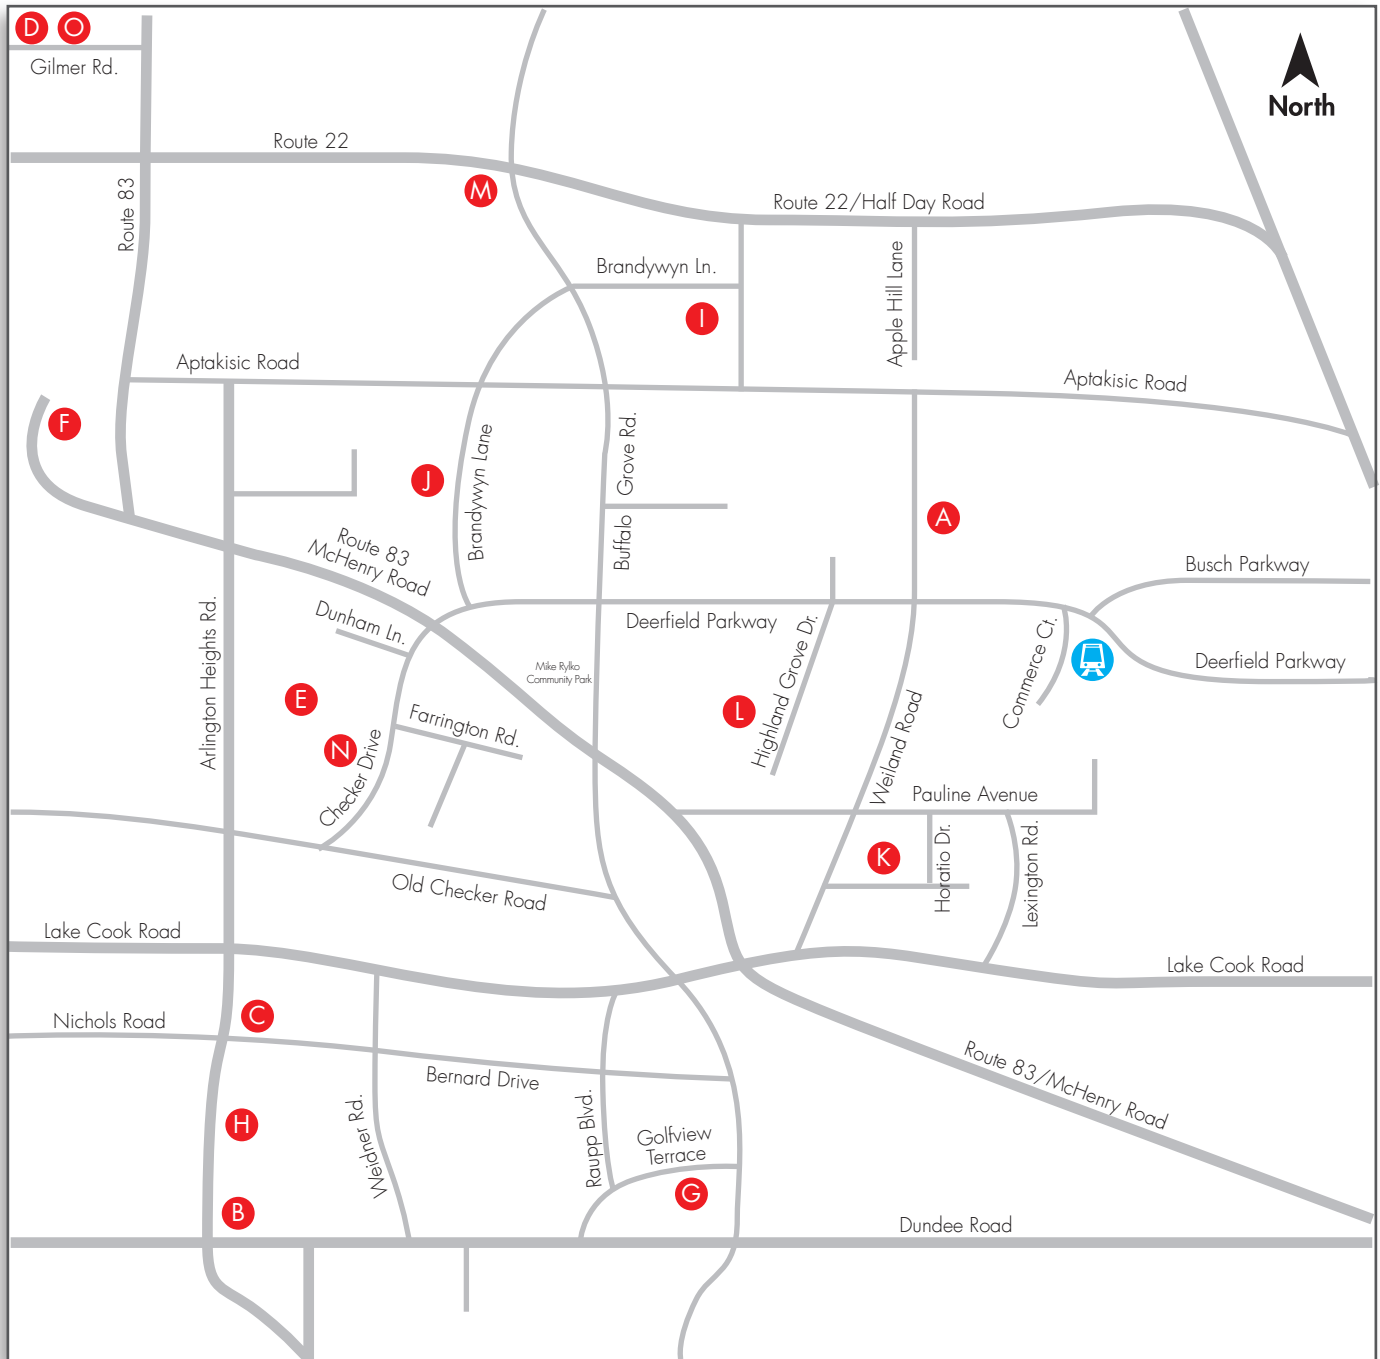 D O
Gilmer Rd.
North
Route 22
Route 83
M
Route 22/Half Day Road
Brandywyn Ln.
Apple Hill Lane
I
Aptakisic Road
Aptakisic Road
F
Brandywyn Lane
Buffalo Grove Rd.
J
A
Route 83
McHenry Road
Busch Parkway
Dunham Ln.
Arlington Heights Rd.
Deerfield Parkway
Highland Grove Dr.
Commerce Ct.
Mike Rylko
Community Park
Deerfield Parkway
E
L
Farrington Rd.
Weiland Road
N
Checker Drive
Pauline Avenue
K
Horatio Dr.
Lexington Rd.
Old Checker Road
Lake Cook Road
Lake Cook Road
C
Nichols Road
Route 83/McHenry Road
Bernard Drive
H
Weidner Rd.
Raupp Blvd.
Golfview
Terrace
G
B
Dundee Road